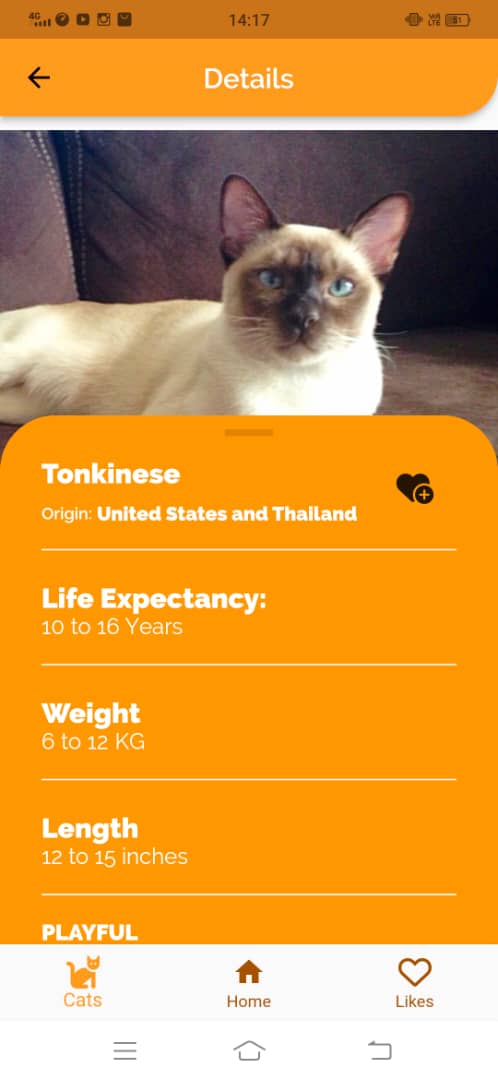 4G
14:17
Vo)
LTE
51
Details
Tonkinese
Origin: United States and Thailand
Life Expectancy:
10 to 16 Years
Weight
6 to 12 KG
Length
12 to 15 inches
PLAYFUL
Cats
Home
Likes